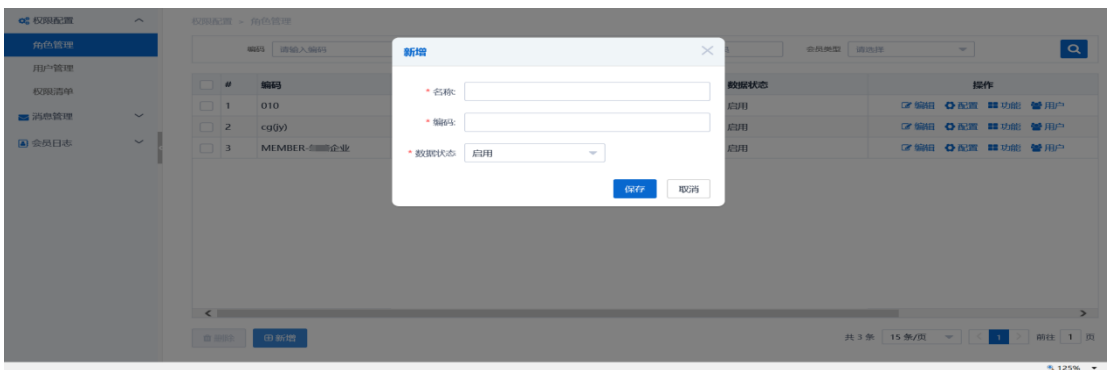 权限配置
角色管理
用户管理
权限清单
消息管理
会员日志
权限配置 - 角色管理
编码 请输入编码
会员类型 请选择
# 编码 数据状态 操作
1 010 启用 编辑 配置 功能 用户
2 cg(jy) 启用 编辑 配置 功能 用户
3 MEMBER- 企业 启用 编辑 配置 功能 用户
新增
* 名称:
* 编码:
* 数据状态 启用
保存 取消
删除 新增
共 3 条 15 条/页 1 前往 1 页
125%